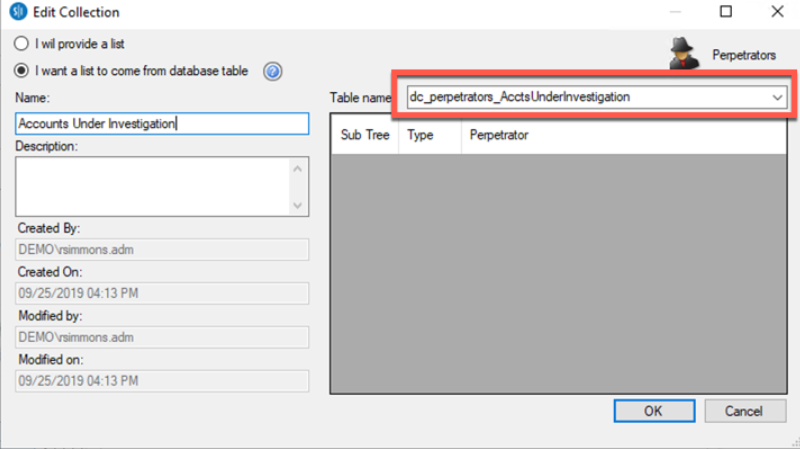 Edit Collection
I wil provide a list
I want a list to come from database table
Perpetrators
Name:
Accounts Under Investigation
Description:
Created By:
DEMO\rsimmons.adm
Created On:
09/25/2019 04:13 PM
Modified by:
DEMO\rsimmons.adm
Modified on:
09/25/2019 04:13 PM
Table name
dc_perpetrators_AcctsUnderInvestigation
Sub Tree Type Perpetrator
OK Cancel